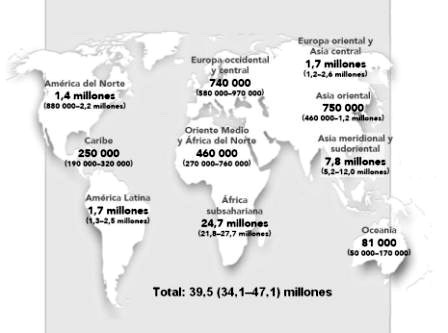 Europa oriental y
Asia central
1,7 millones
(1,2–2,6 millones)
Europa occidental
y central
740 000
(580 000–970 000)
América del Norte
1,4 millones
(880 000–2,2 millones)
Asia oriental
750 000
(460 000–1,2 millones)
Caribe
250 000
(190 000–320 000)
Oriente Medio
y África del Norte
460 000
(270 000–760 000)
Asia meridional y
sudoriental
7,8 millones
(5,2–12,0 millones)
América Latina
1,7 millones
(1,3–2,5 millones)
África
subsahariana
24,7 millones
(21,8–27,7 millones)
Oceanía
81 000
(50 000–170 000)
Total: 39,5 (34,1–47,1) millones